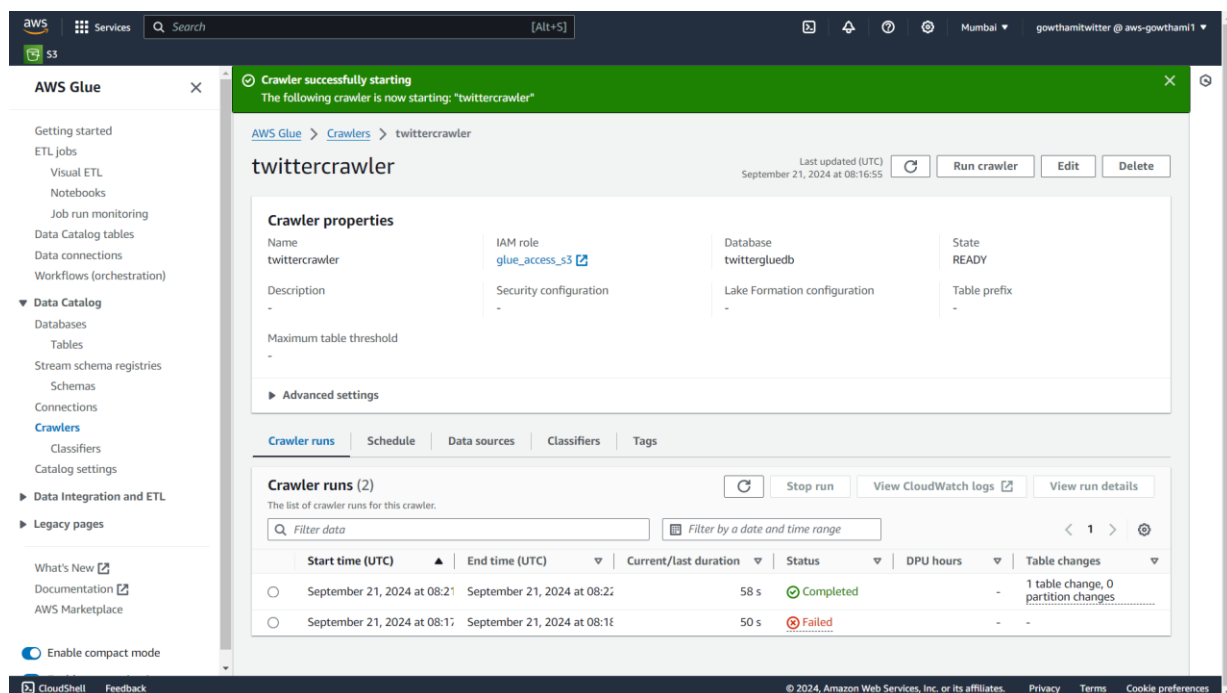 aws
Services
Search
[Alt+S]
Mumbai
gowthamitwitter @ aws-gowthami1
S3
AWS Glue
Getting started
ETL jobs
Visual ETL
Notebooks
Job run monitoring
Data Catalog tables
Data connections
Workflows (orchestration)
Data Catalog
Databases
Tables
Stream schema registries
Schemas
Connections
Crawlers
Classifiers
Catalog settings
Data Integration and ETL
Legacy pages
What's New
Documentation
AWS Marketplace
Enable compact mode
Crawler successfully starting
The following crawler is now starting: "twittercrawler"
AWS Glue > Crawlers > twittercrawler
twittercrawler
Last updated (UTC)
September 21, 2024 at 08:16:55
Run crawler
Edit
Delete
Crawler properties
Name
twittercrawler
IAM role
glue_access_s3
Database
twittergluedb
State
READY
Description
-
Security configuration
-
Lake Formation configuration
-
Table prefix
-
Maximum table threshold
-
Advanced settings
Crawler runs
Schedule
Data sources
Classifiers
Tags
Crawler runs (2)
The list of crawler runs for this crawler.
Stop run
View CloudWatch logs
View run details
Filter data
Filter by a date and time range
< 1 >
Start time (UTC)
End time (UTC)
Current/last duration
Status
DPU hours
Table changes
September 21, 2024 at 08:21
September 21, 2024 at 08:22
58 s
Completed
-
1 table change, 0
partition changes
September 21, 2024 at 08:17
September 21, 2024 at 08:18
50 s
Failed
-
-
CloudShell
Feedback
© 2024, Amazon Web Services, Inc. or its affiliates.
Privacy
Terms
Cookie preferences